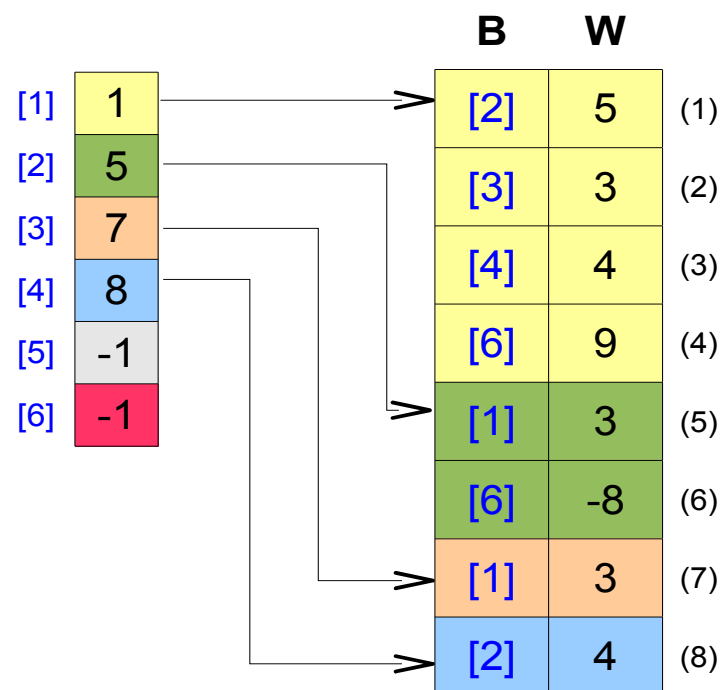 B W
[1] 1 [2] 5 (1)
[2] 5 [3] 3 (2)
[3] 7 [4] 4 (3)
[4] 8 [6] 9 (4)
[5] -1 [1] 3 (5)
[6] -1 [6] -8 (6)
[1] 3 (7)
[2] 4 (8)